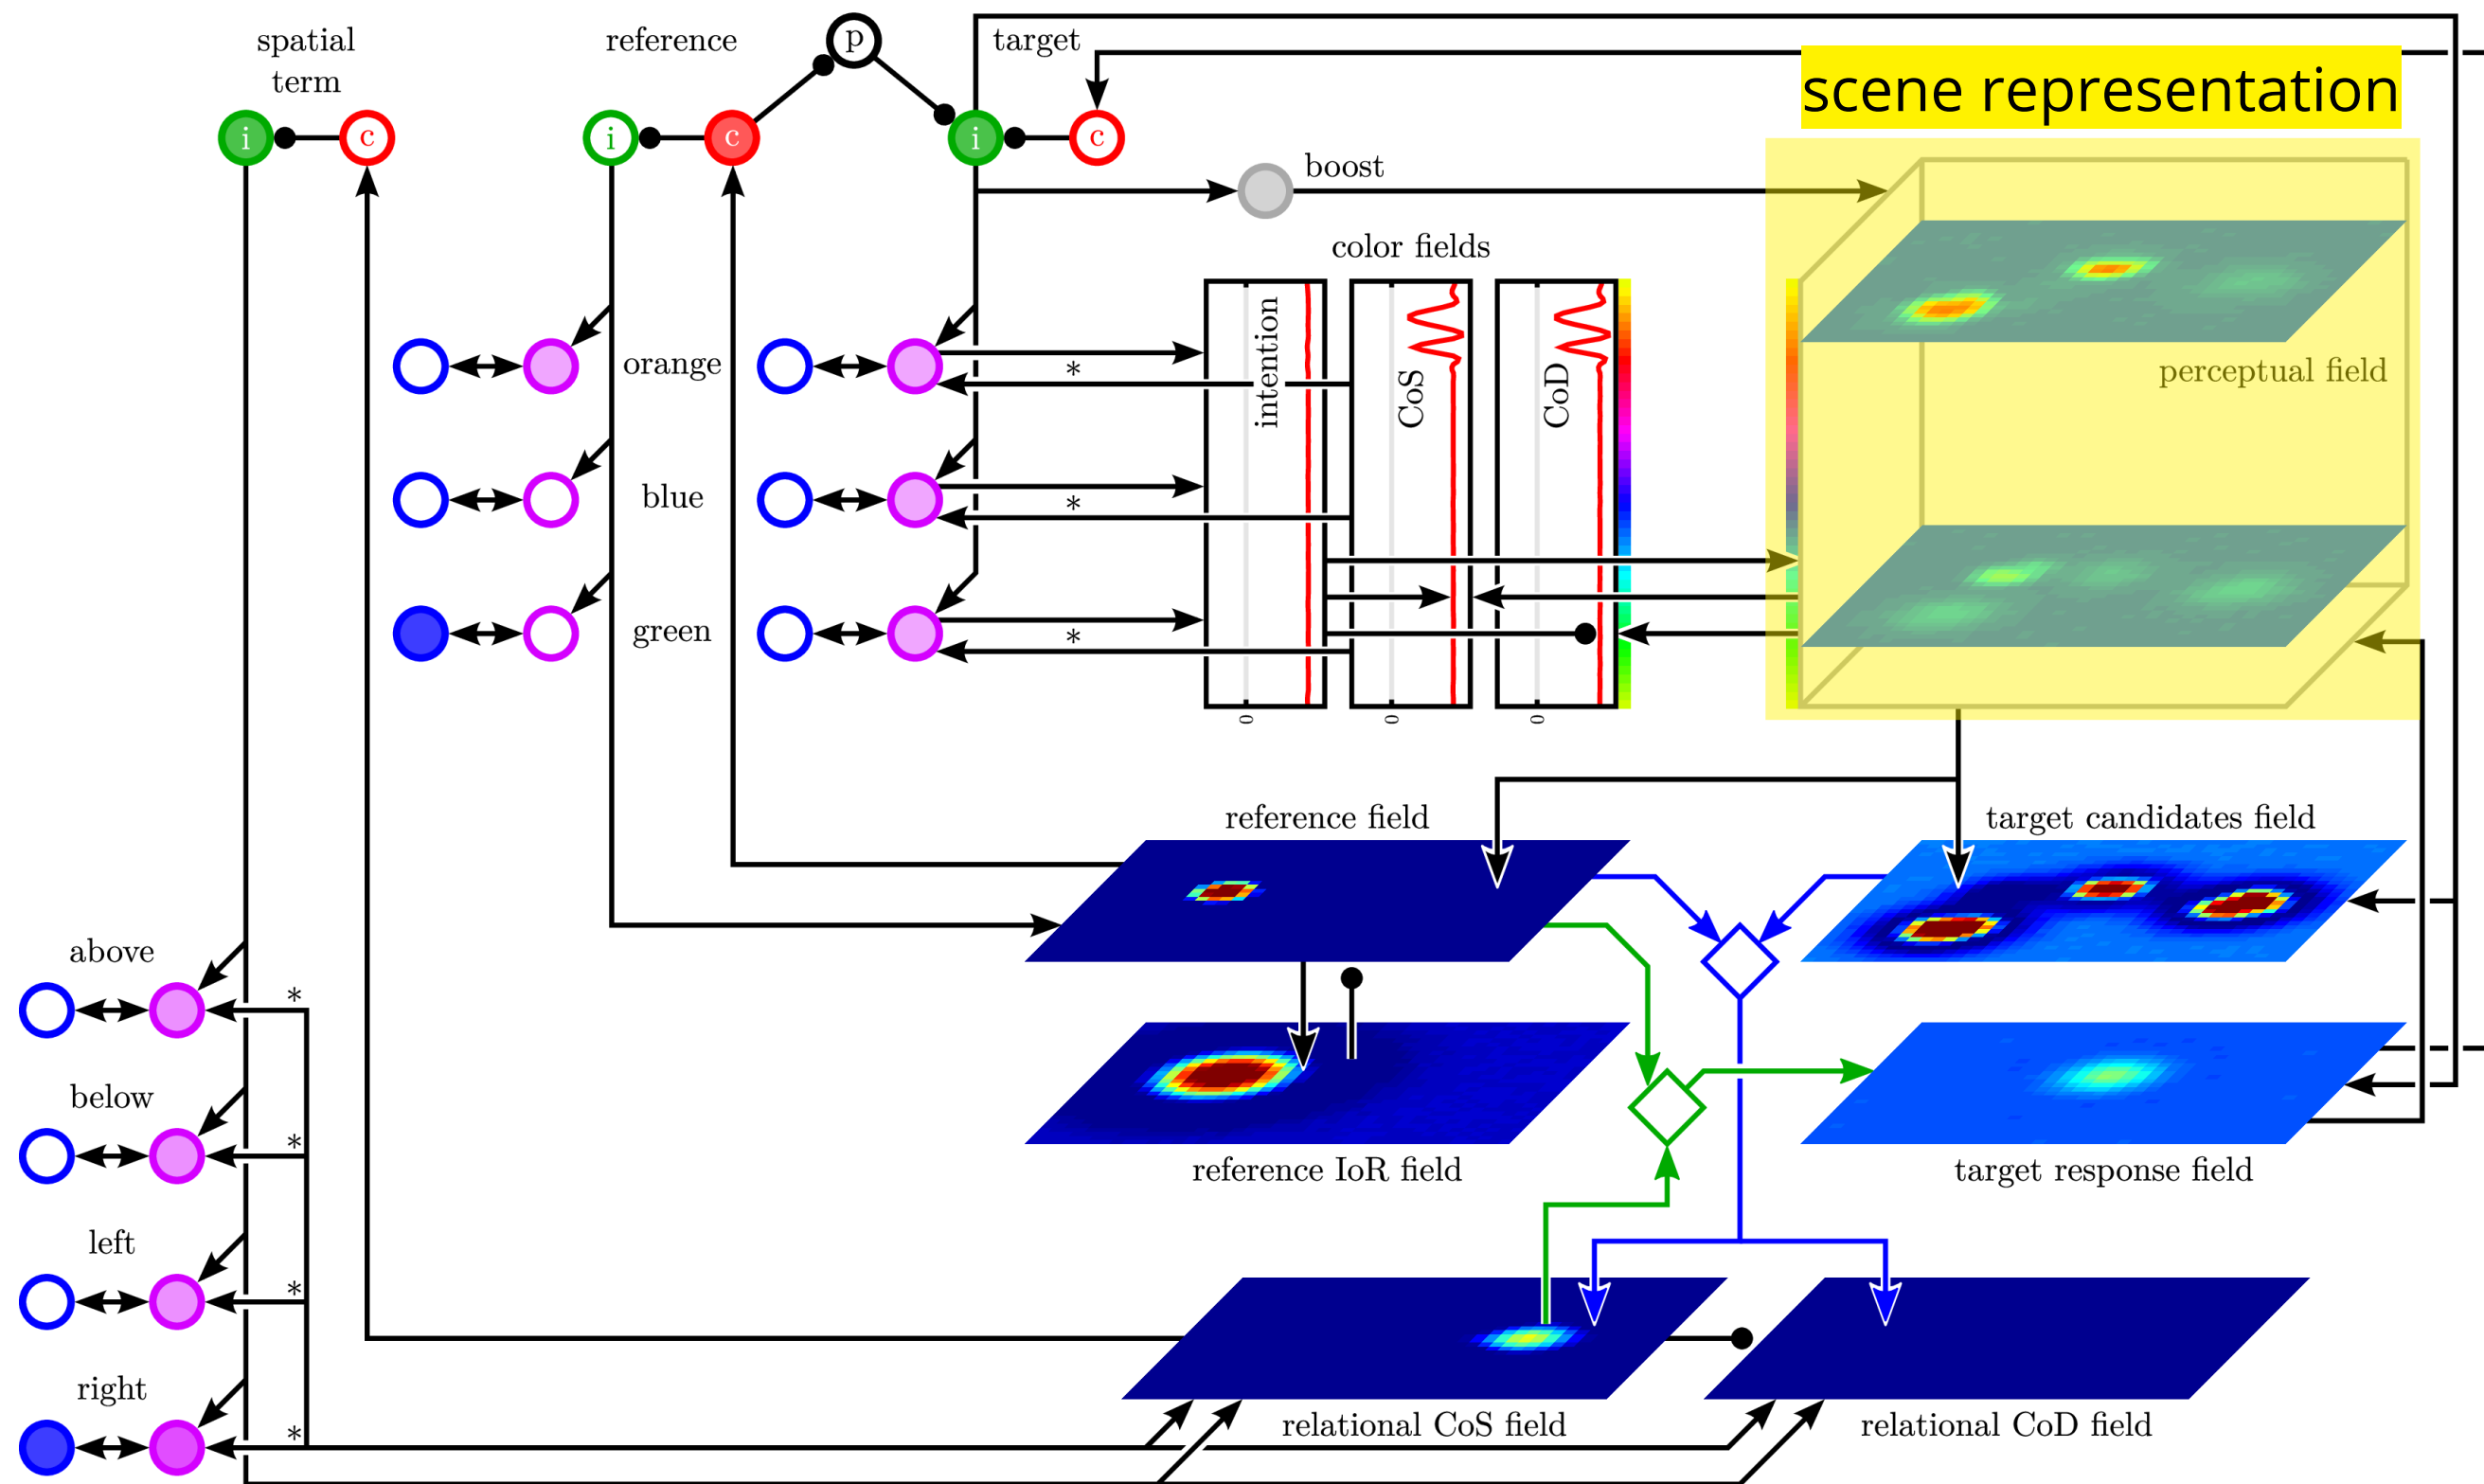 spatial
term
reference
p
target
scene representation
i
c
i
c
i
c
boost
color fields
intention
CoS
CoD
perceptual field
orange
*
blue
*
green
*
0
0
0
reference field
target candidates field
above
*
below
*
reference IoR field
target response field
left
*
right
*
relational CoS field
relational CoD field